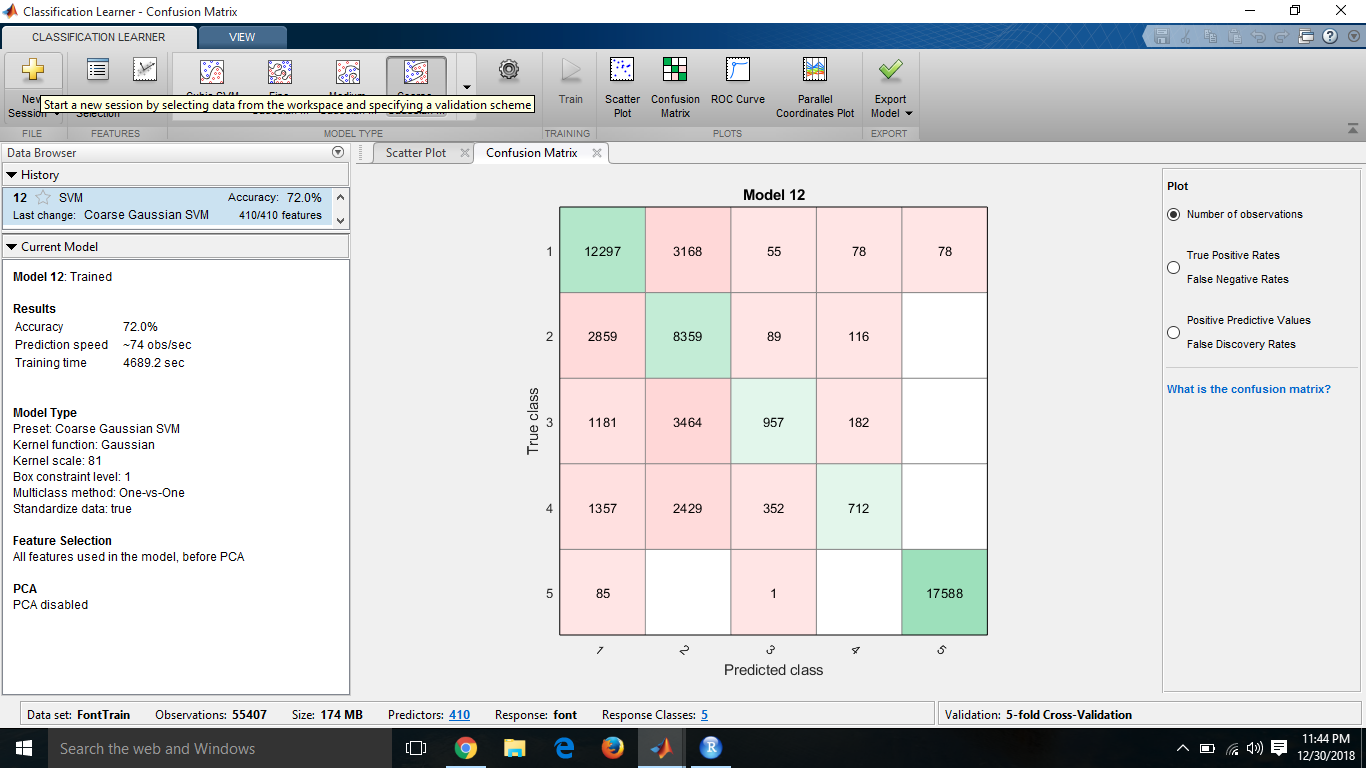 Classification Learner - Confusion Matrix
CLASSIFICATION LEARNER VIEW
New
Session
Selection
Start a new session by selecting data from the workspace and specifying a validation scheme
Train
Scatter
Plot
Confusion
Matrix
ROC Curve
Parallel
Coordinates Plot
Export
Model
FILE FEATURES MODEL TYPE TRAINING PLOTS EXPORT
Data Browser
Scatter Plot Confusion Matrix
History
12 SVM Accuracy: 72.0%
Last change: Coarse Gaussian SVM 410/410 features
Current Model
Model 12: Trained
Results
Accuracy 72.0%
Prediction speed ~74 obs/sec
Training time 4689.2 sec
Model Type
Preset: Coarse Gaussian SVM
Kernel function: Gaussian
Kernel scale: 81
Box constraint level: 1
Multiclass method: One-vs-One
Standardize data: true
Feature Selection
All features used in the model, before PCA
PCA
PCA disabled
Model 12
True class
1 12297 3168 55 78 78
2 2859 8359 89 116
3 1181 3464 957 182
4 1357 2429 352 712
5 85 1 17588
1 2 3 4 5
Predicted class
Plot
Number of observations
True Positive Rates
False Negative Rates
Positive Predictive Values
False Discovery Rates
What is the confusion matrix?
Data set: FontTrain Observations: 55407 Size: 174 MB Predictors: 410 Response: font Response Classes: 5 Validation: 5-fold Cross-Validation
Search the web and Windows
11:44 PM
12/30/2018